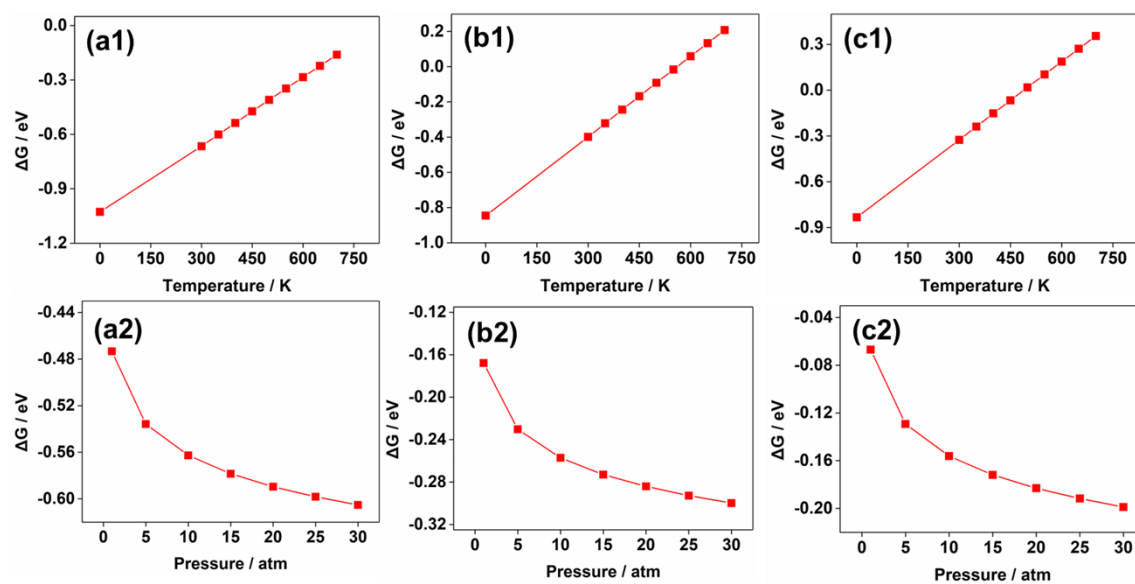 (a1)
0.0
-0.3
-0.6
-0.9
-1.2
ΔG / eV
0 150 300 450 600 750
Temperature / K
(b1)
0.2
0.0
-0.2
-0.4
-0.6
-0.8
-1.0
ΔG / eV
0 150 300 450 600 750
Temperature / K
(c1)
0.3
0.0
-0.3
-0.6
-0.9
ΔG / eV
0 150 300 450 600 750
Temperature / K
(a2)
-0.44
-0.48
-0.52
-0.56
-0.60
ΔG / eV
0 5 10 15 20 25 30
Pressure / atm
(b2)
-0.12
-0.16
-0.20
-0.24
-0.28
-0.32
ΔG / eV
0 5 10 15 20 25 30
Pressure / atm
(c2)
-0.04
-0.08
-0.12
-0.16
-0.20
ΔG / eV
0 5 10 15 20 25 30
Pressure / atm